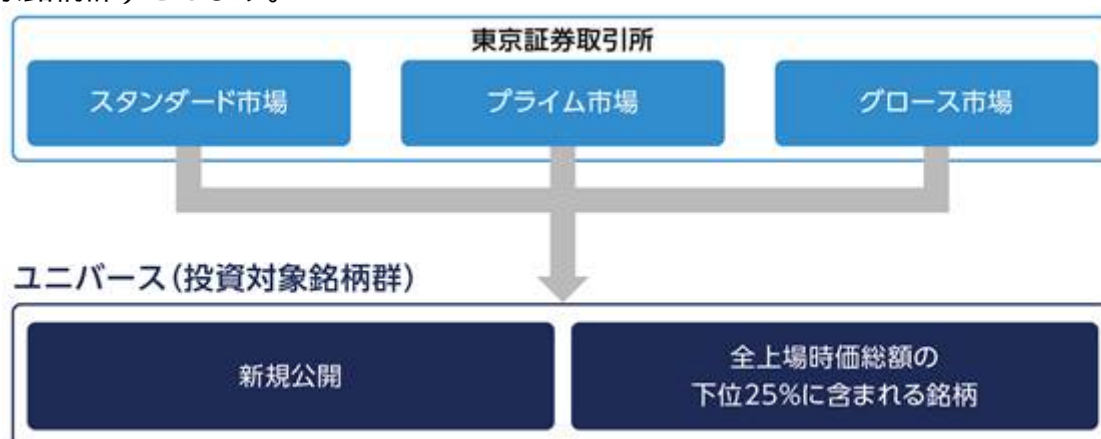 東京証券取引所
スタンダード市場
プライム市場
グロース市場
ユニバース(投資対象銘柄群)
新規公開
全上場時価総額の
下位25%に含まれる銘柄